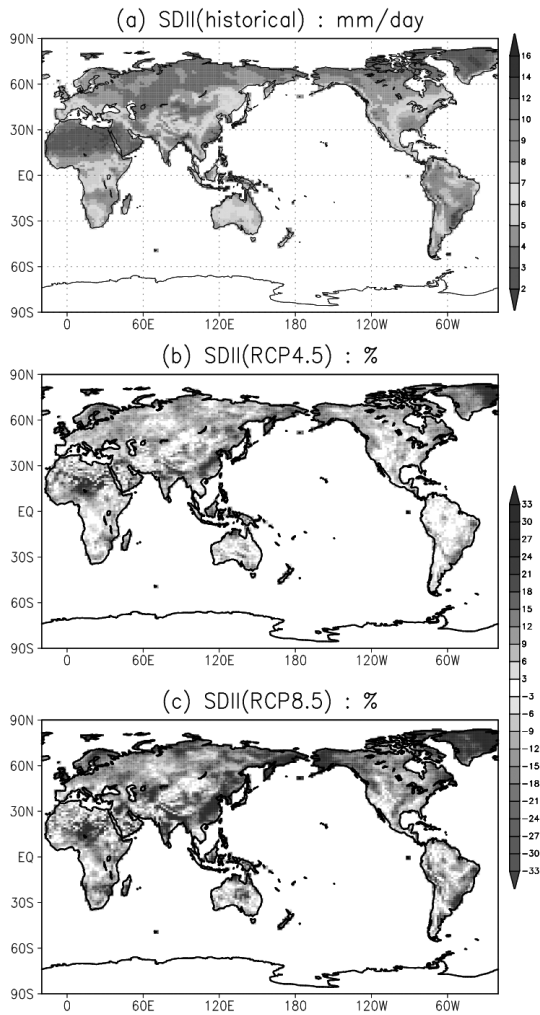 (a) SDII(historical) : mm/day
90N
60N
30N
EQ
30S
60S
90S
0 60E 120E 180 120W 60W
16
14
12
10
9
8
7
6
5
4
3
2
(b) SDII(RCP4.5) : %
90N
60N
30N
EQ
30S
60S
90S
0 60E 120E 180 120W 60W
33
30
27
24
21
18
15
12
9
6
3
−3
−6
−9
−12
−15
−18
−21
−24
−27
−30
−33
(c) SDII(RCP8.5) : %
90N
60N
30N
EQ
30S
60S
90S
0 60E 120E 180 120W 60W